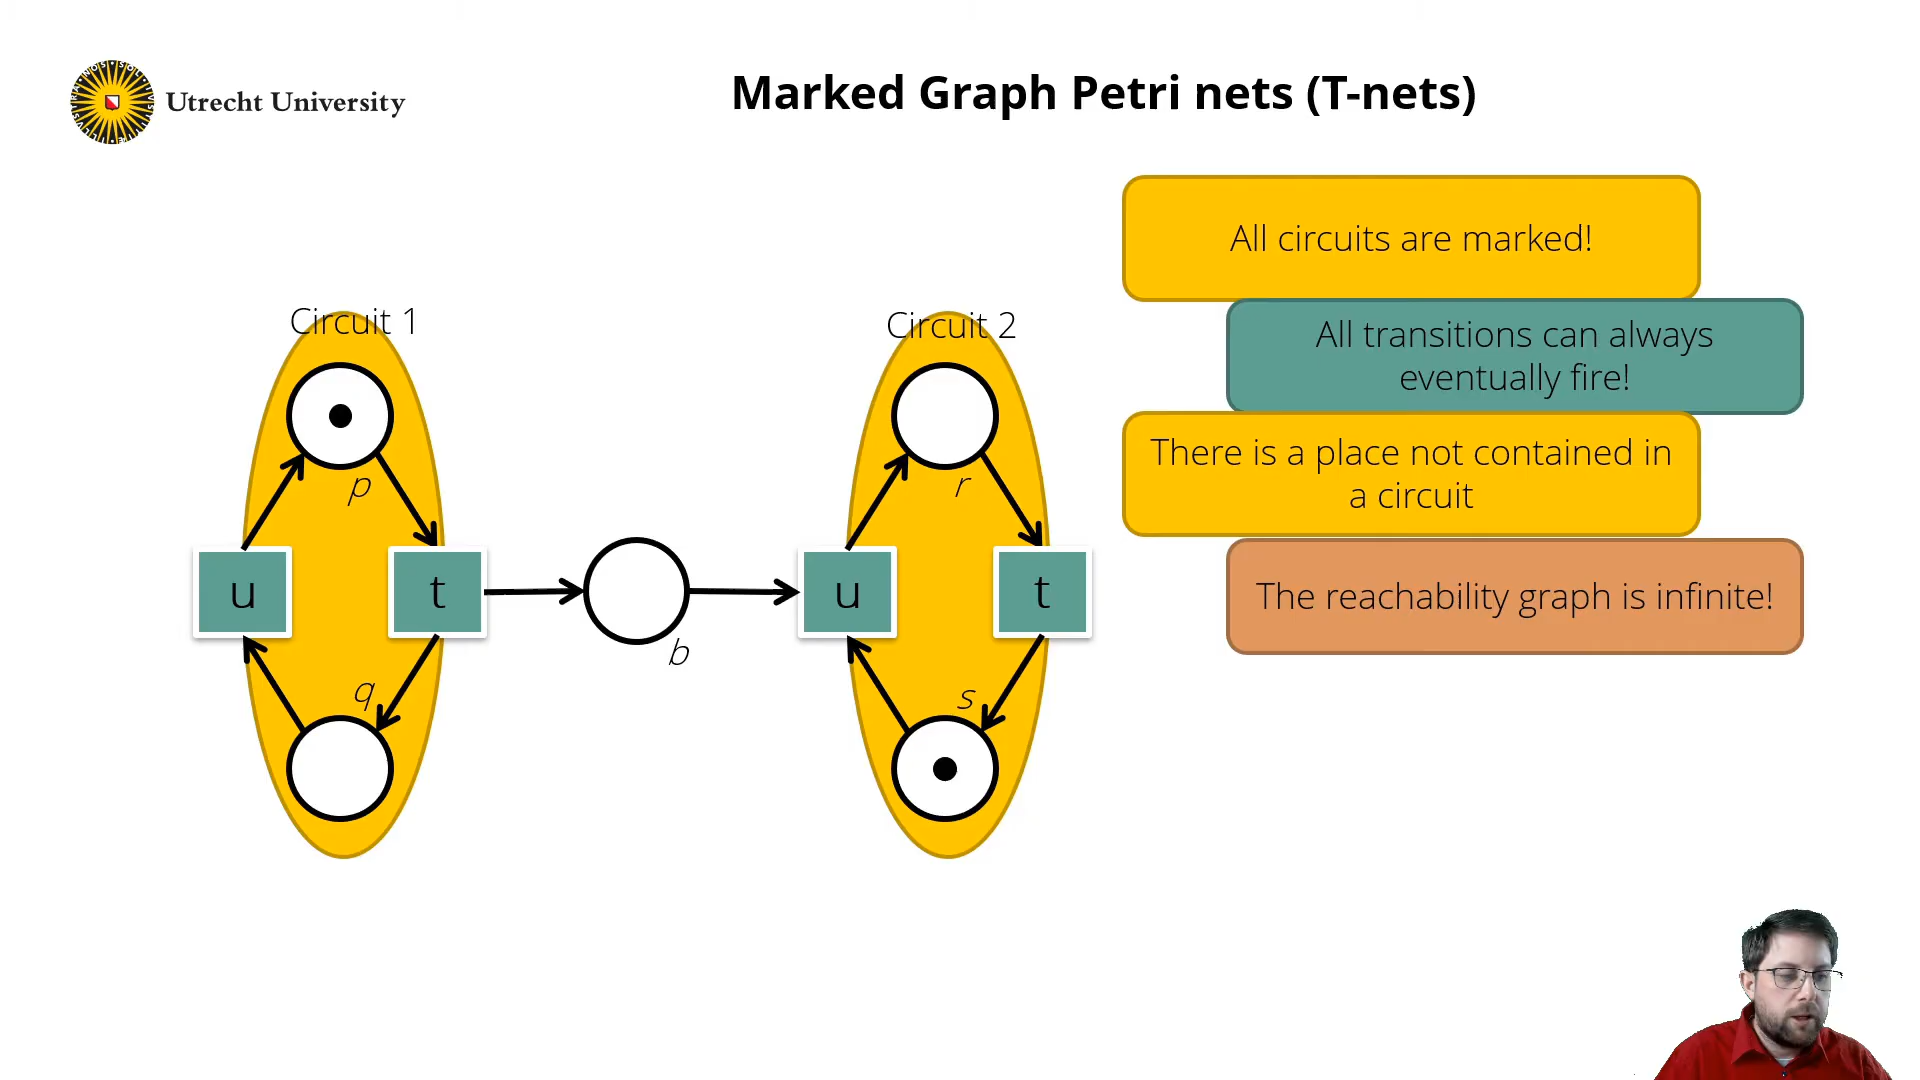 Utrecht University
Marked Graph Petri nets (T-nets)
All circuits are marked!
All transitions can always
eventually fire!
There is a place not contained in
a circuit
The reachability graph is infinite!
Circuit 1
Circuit 2
p
r
u
t
u
t
b
q
s